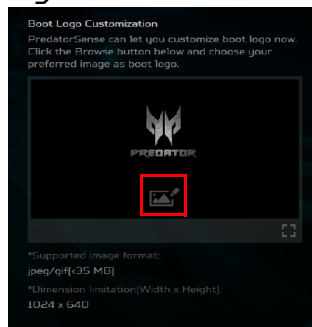 Boot Logo Customization
PredatorSense can let you customize boot logo now.
Click the Browse button below and choose your
preferred image as boot logo.
PREDATOR
*Supported image format:
jpeg/gif(<35 MB)
*Dimension limitation(Width x Height):
1024 x 640